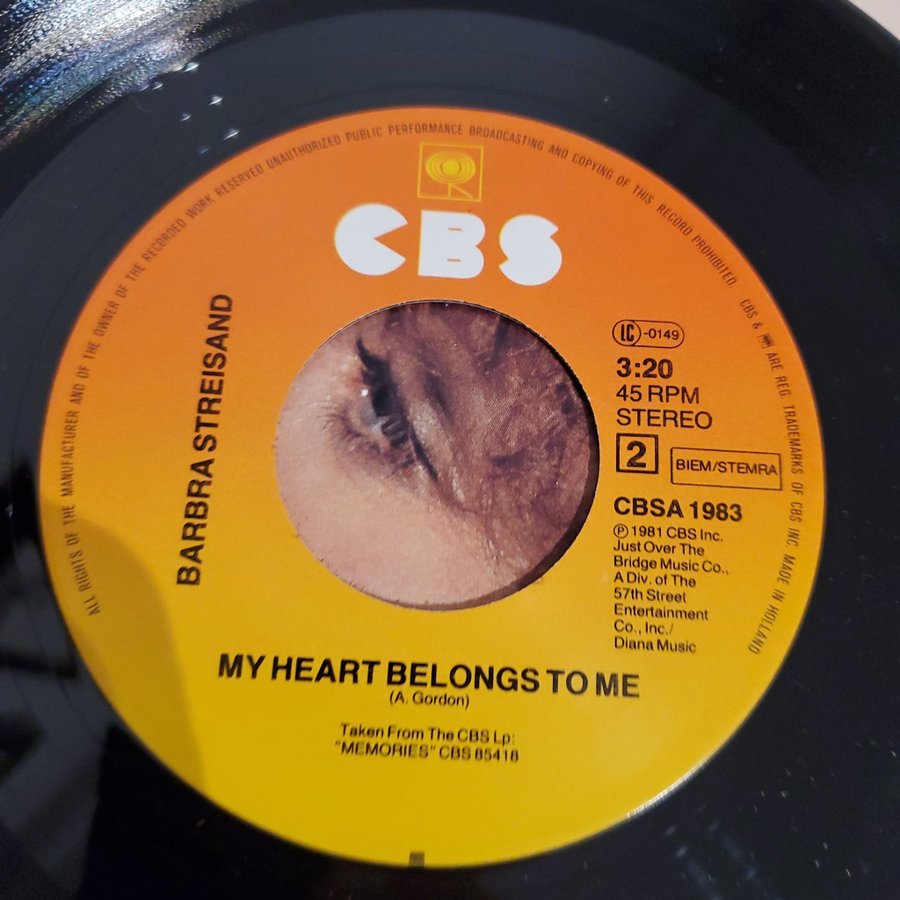 ALL RIGHTS OF THE MANUFACTURER AND OF THE OWNER OF THE RECORDED WORK RESERVED UNAUTHORIZED PUBLIC PERFORMANCE BROADCASTING AND COPYING OF THIS RECORD PROHIBITED.
CBS & ARE REG. TRADEMARKS OF CBS INC. MADE IN HOLLAND
CBS
BARBRA STREISAND
LC -0149
3:20
45 RPM
STEREO
2 BIEM/STEMRA
CBSA 1983
Ⓟ 1981 CBS Inc.
Just Over The
Bridge Music Co.,
A Div. of The
57th Street
Entertainment
Co., Inc./
Diana Music
MY HEART BELONGS TO ME
(A. Gordon)
Taken From The CBS Lp:
"MEMORIES" CBS 85418